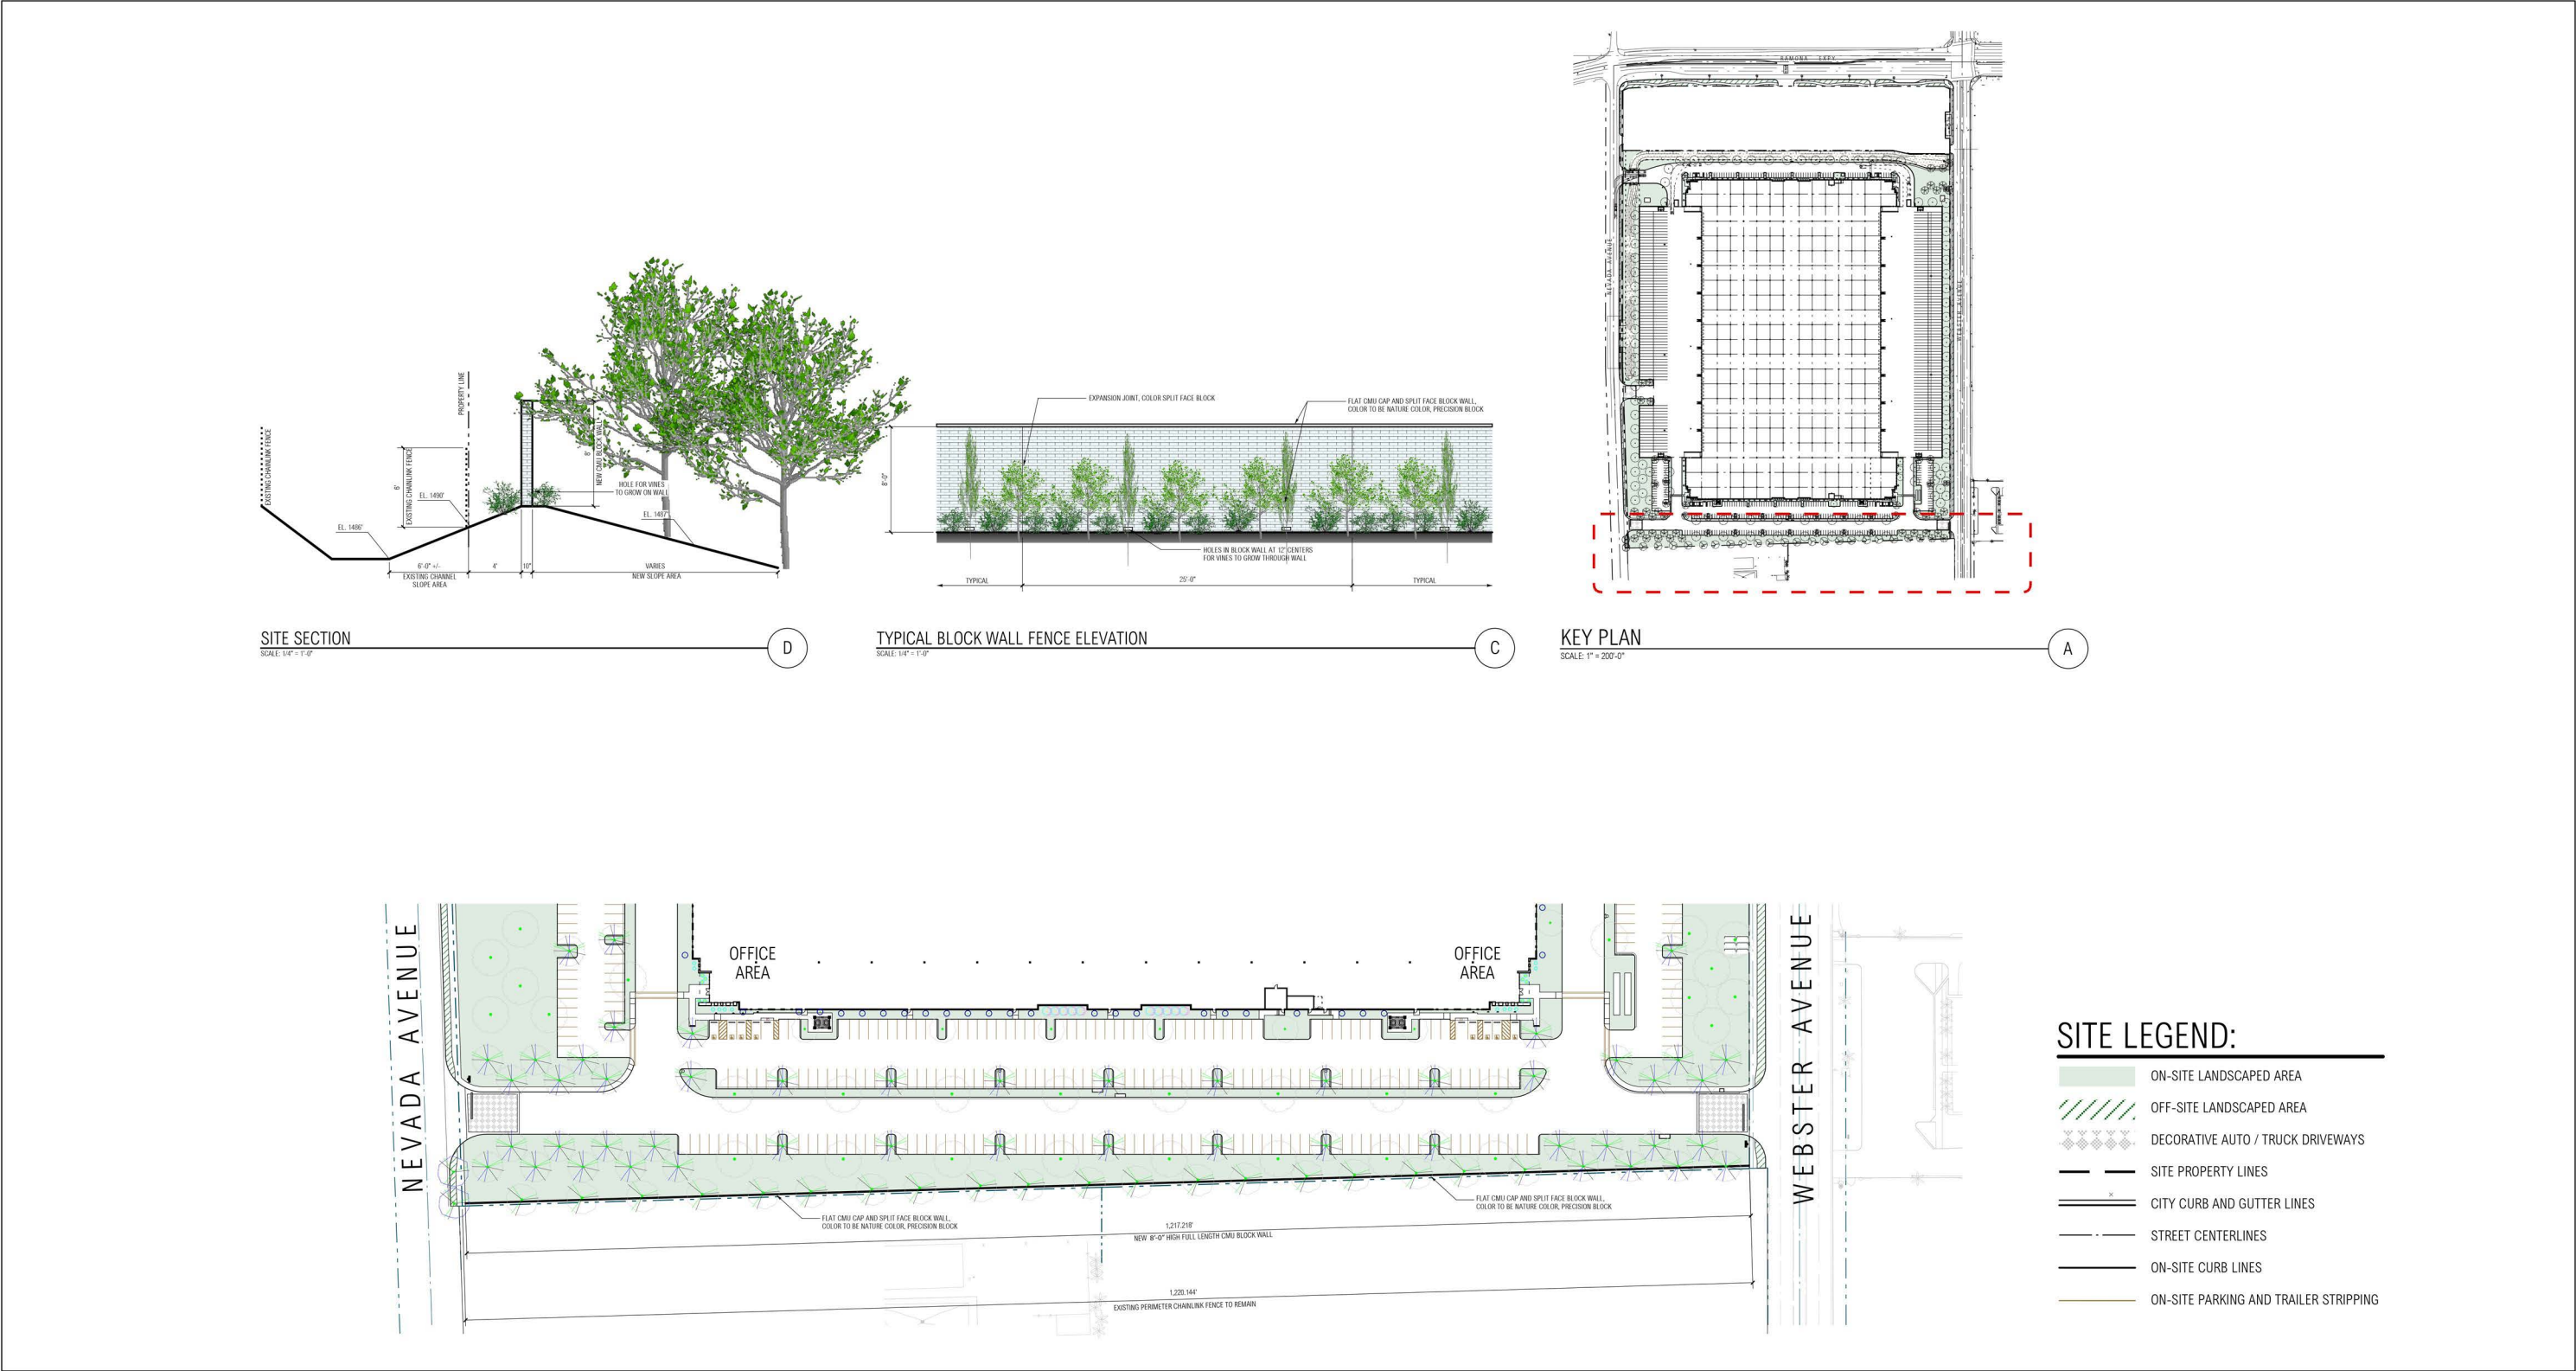 RAMONA EXPY
NEVADA AVENUE
EXISTING CHAINLINK FENCE
6'
EXISTING CHAINLINK FENCE
PROPERTY LINE
8'
NEW CMU BLOCK WALL
HOLE FOR VINES
TO GROW ON WALL
EL. 1490'
EL. 1487'
EL. 1486'
6'-0" +/-
EXISTING CHANNEL
SLOPE AREA
4'
10"
VARIES
NEW SLOPE AREA
SITE SECTION
SCALE: 1/4" = 1'-0"
D
EXPANSION JOINT, COLOR SPLIT FACE BLOCK
FLAT CMU CAP AND SPLIT FACE BLOCK WALL,
COLOR TO BE NATURE COLOR, PRECISION BLOCK
8'-0"
HOLES IN BLOCK WALL AT 12' CENTERS
FOR VINES TO GROW THROUGH WALL
TYPICAL
25'-0"
TYPICAL
TYPICAL BLOCK WALL FENCE ELEVATION
SCALE: 1/4" = 1'-0"
C
KEY PLAN
SCALE: 1" = 200'-0"
A
NEVADA AVENUE
OFFICE
AREA
OFFICE
AREA
WEBSTER AVENUE
FLAT CMU CAP AND SPLIT FACE BLOCK WALL,
COLOR TO BE NATURE COLOR, PRECISION BLOCK
FLAT CMU CAP AND SPLIT FACE BLOCK WALL,
COLOR TO BE NATURE COLOR, PRECISION BLOCK
1,217.218'
NEW 8'-0" HIGH FULL LENGTH CMU BLOCK WALL
1,220.144'
EXISTING PERIMETER CHAINLINK FENCE TO REMAIN
SITE LEGEND:
ON-SITE LANDSCAPED AREA
OFF-SITE LANDSCAPED AREA
DECORATIVE AUTO / TRUCK DRIVEWAYS
SITE PROPERTY LINES
CITY CURB AND GUTTER LINES
STREET CENTERLINES
ON-SITE CURB LINES
ON-SITE PARKING AND TRAILER STRIPPING